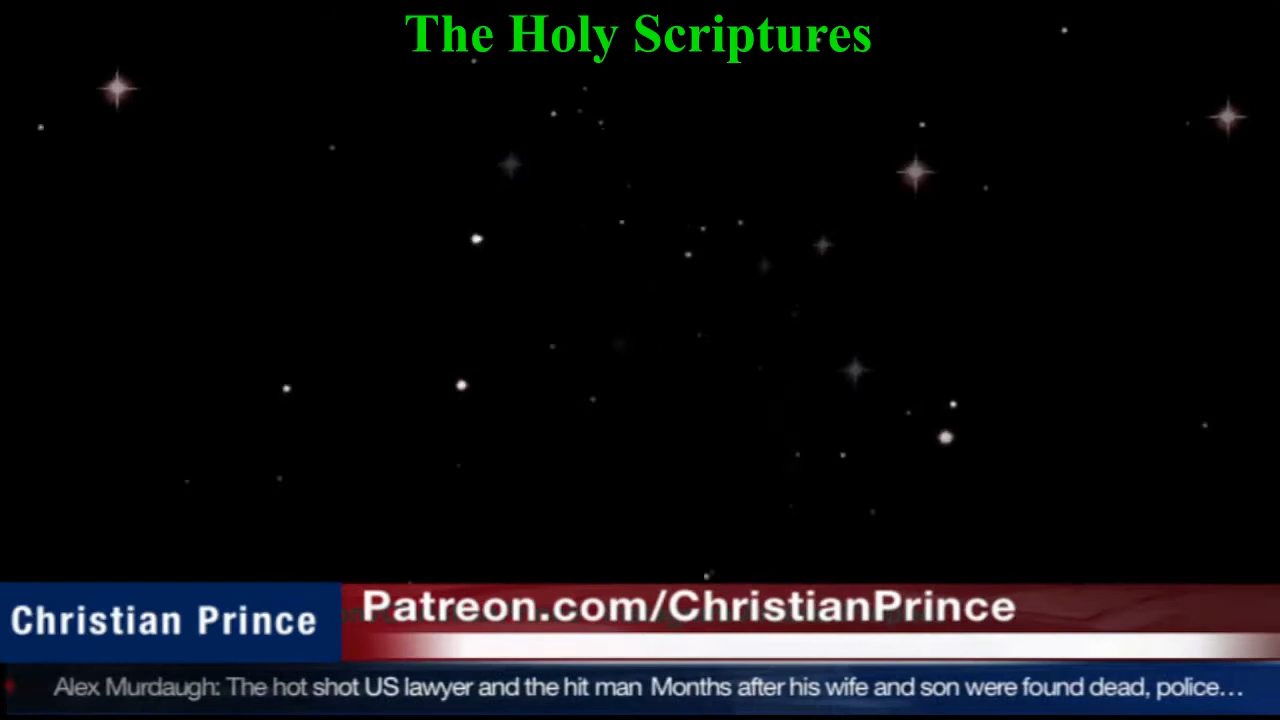 The Holy Scriptures
Christian Prince
Patreon.com/ChristianPrince
Alex Murdaugh: The hot shot US lawyer and the hit man Months after his wife and son were found dead, police...